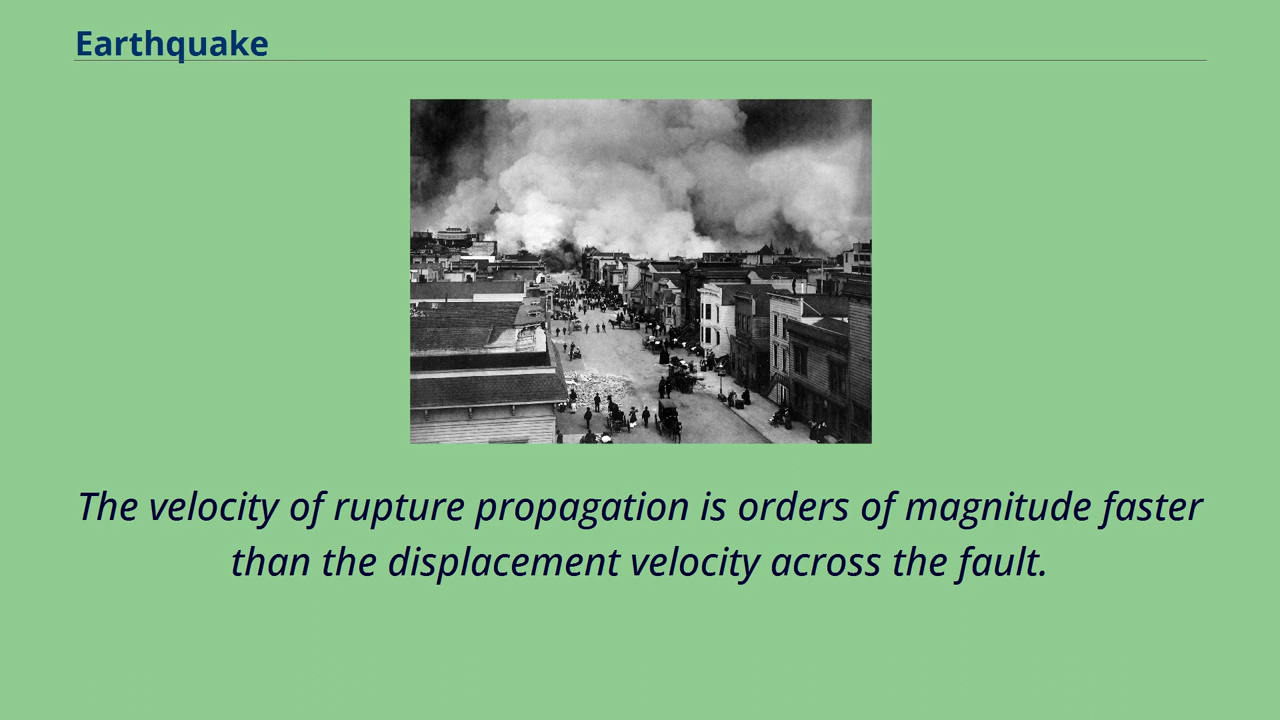 Earthquake
The velocity of rupture propagation is orders of magnitude faster
than the displacement velocity across the fault.